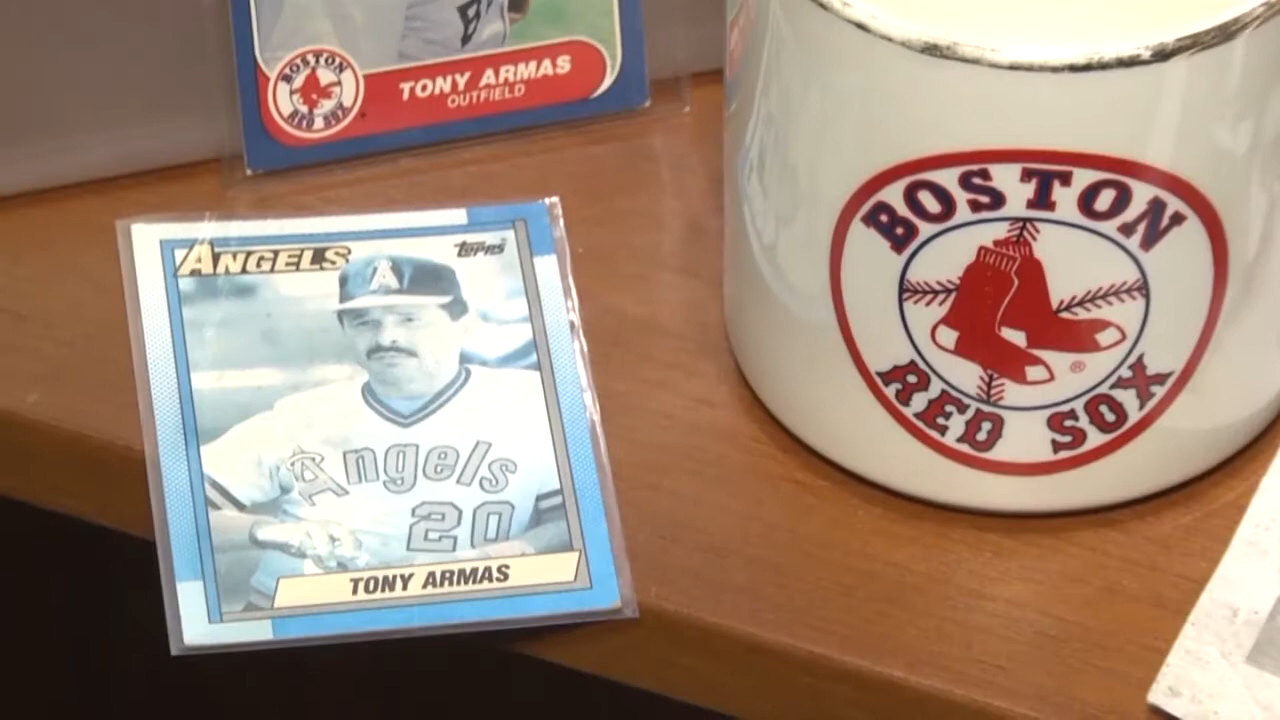 BOSTON
RED SOX
TONY ARMAS
OUTFIELD
ANGELS
topps
A
Angels
20
TONY ARMAS
BOSTON
RED SOX
®